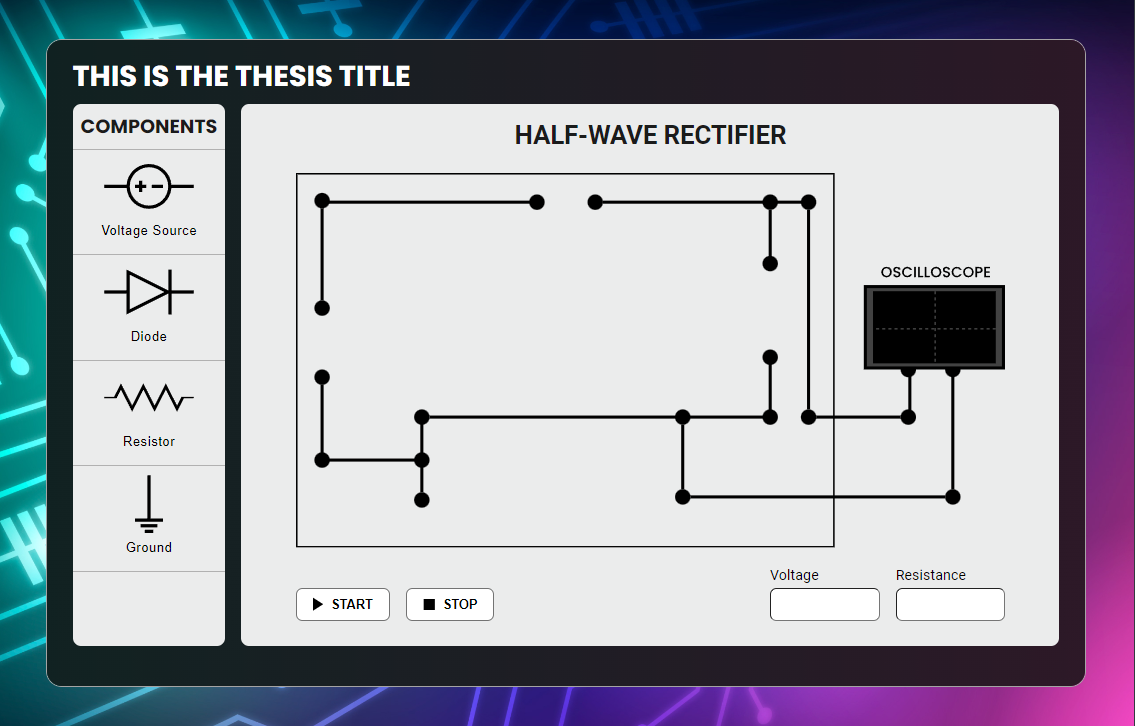 THIS IS THE THESIS TITLE
COMPONENTS
Voltage Source
Diode
Resistor
Ground
HALF-WAVE RECTIFIER
OSCILLOSCOPE
START
STOP
Voltage
Resistance